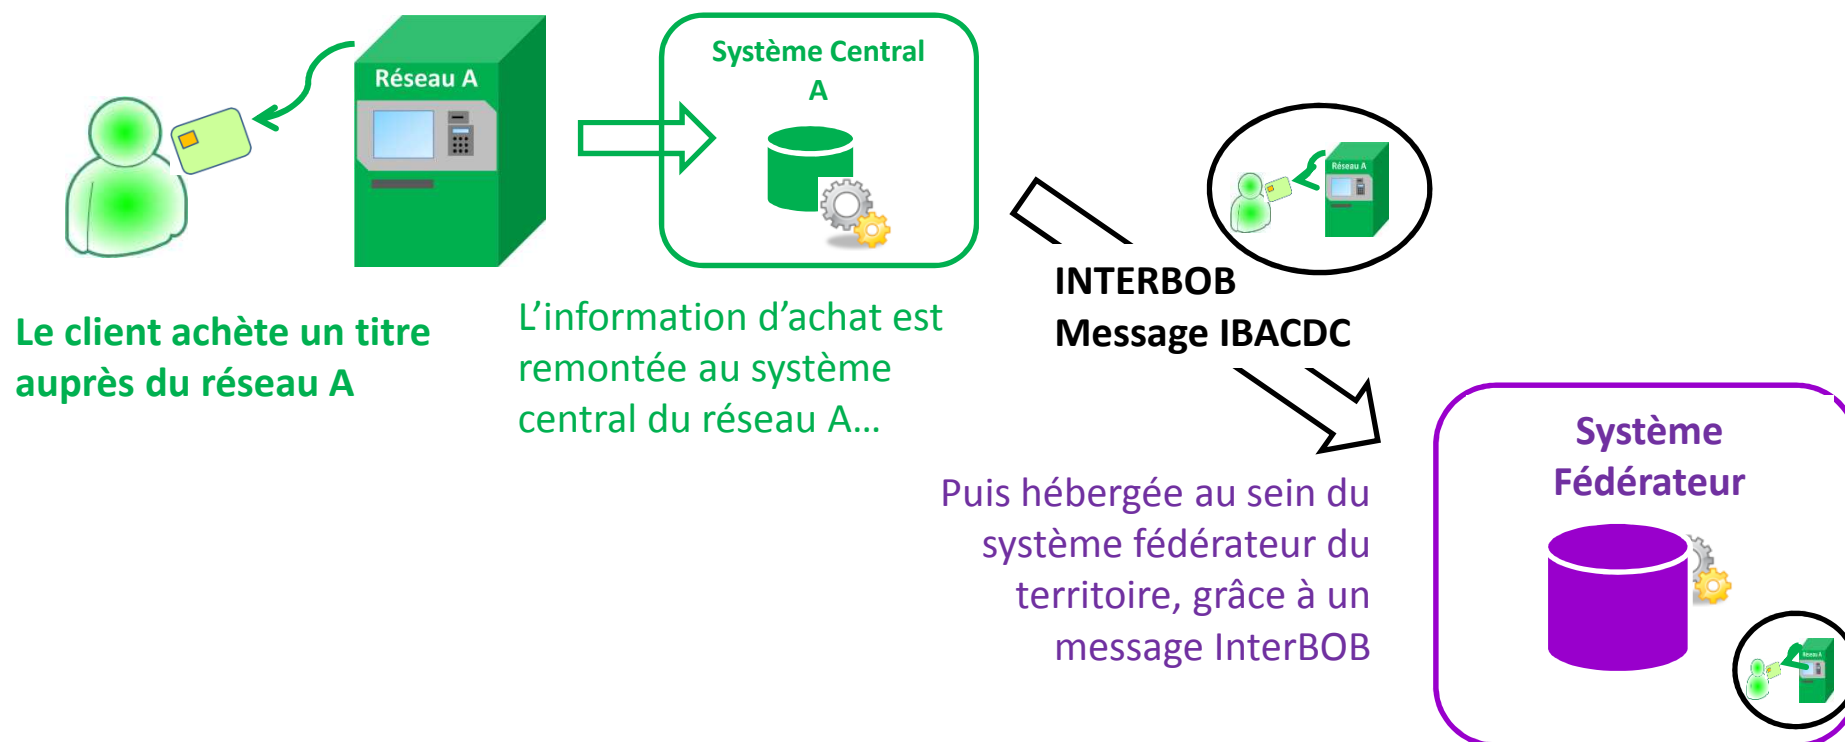 Réseau A
Le client achète un titre
auprès du réseau A
Système Central
A
L’information d’achat est
remontée au système
central du réseau A…
Réseau A
INTERBOB
Message IBACDC
Puis hébergée au sein du
système fédérateur du
territoire, grâce à un
message InterBOB
Système
Fédérateur
Réseau A